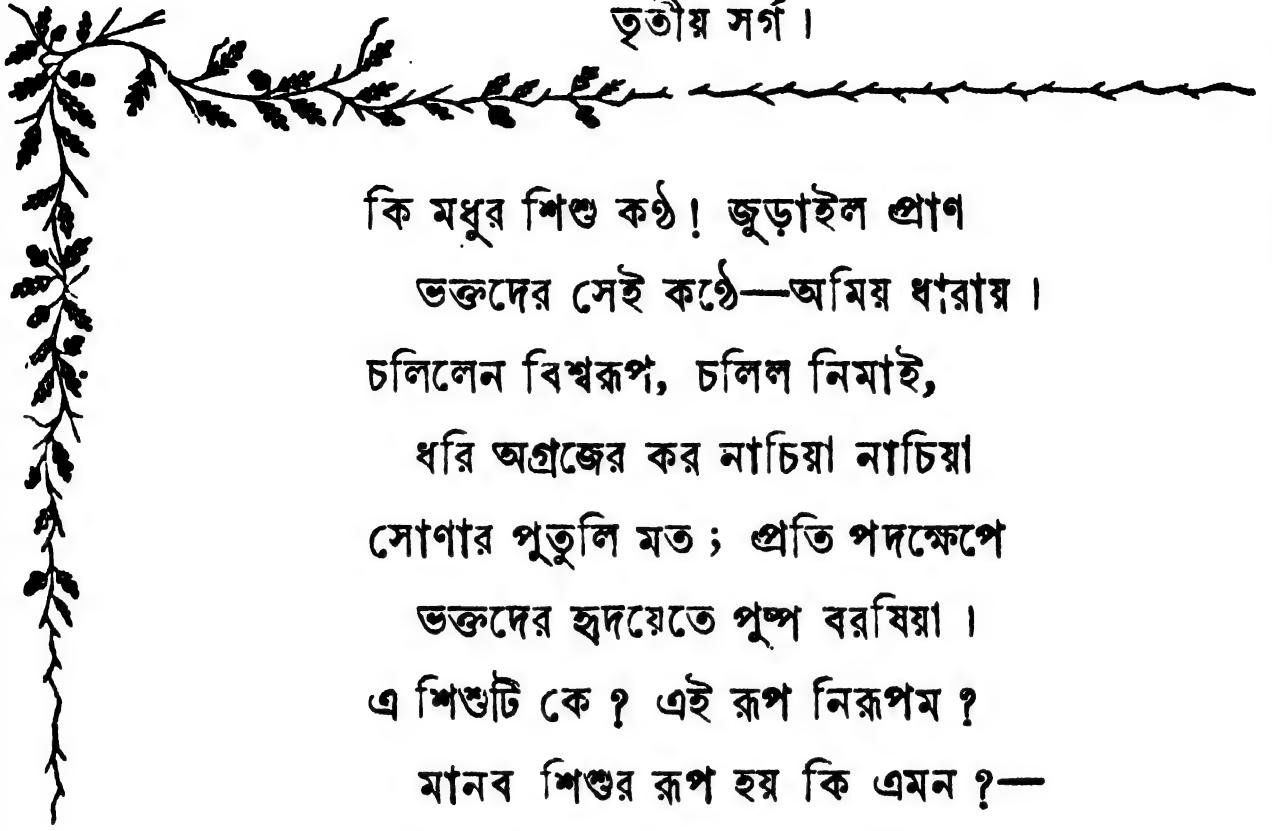 তৃতীয় সর্গ।
কি মধুর শিশু কণ্ঠ! জুড়াইল প্রাণ
ভক্তদের সেই কণ্ঠে—অমিয় ধারায়।
চলিলেন বিশ্বরূপ, চলিল নিমাই,
ধরি অগ্রজের কর নাচিয়া নাচিয়া
সোণার পুতুলি মত; প্রতি পদক্ষেপে
ভক্তদের হৃদয়েতে পুষ্প বরষিয়া।
এ শিশুটি কে? এই রূপ নিরূপম?
মানব শিশুর রূপ হয় কি এমন?—